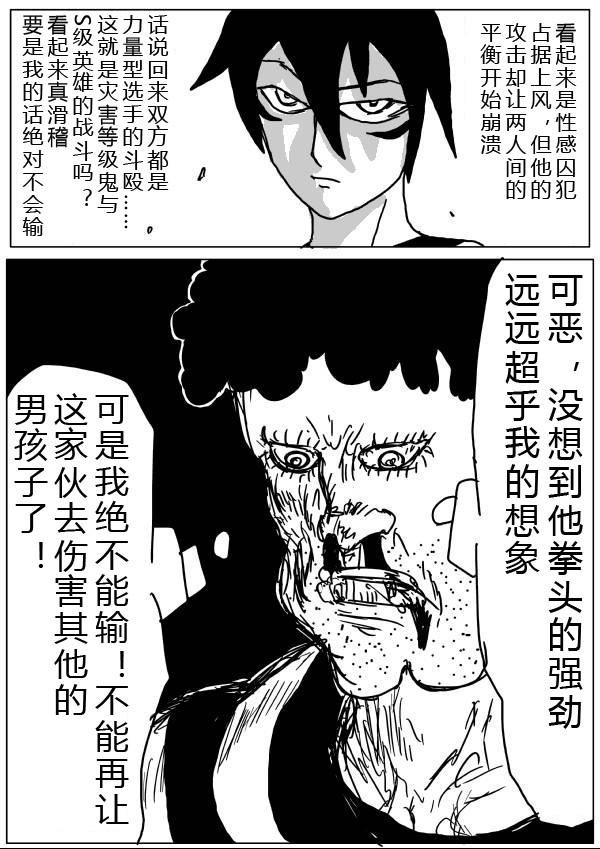 看起来是性感囚犯
占据上风,但他的
攻击却让两人间的
平衡开始崩溃
话说回来双方都是
力量型选手的斗殴……
这就是灾害等级鬼与
S级英雄的战斗吗?
看起来真滑稽
要是我的话绝对不会输
可恶,没想到他拳头的强劲
远远超乎我的想象
可是我绝不能输!不能再让
这家伙去伤害其他的
男孩子了!